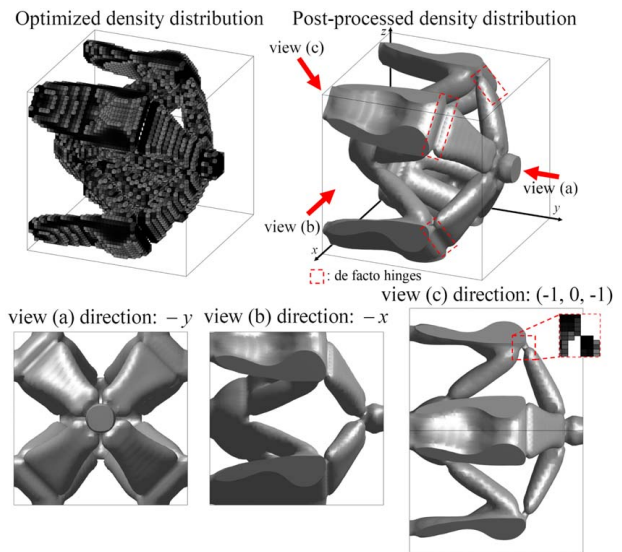 Optimized density distribution
Post-processed density distribution
view (c)
z
view (a)
view (b)
y
x
: de facto hinges
view (a) direction: −y
view (b) direction: −x
view (c) direction: (-1, 0, -1)